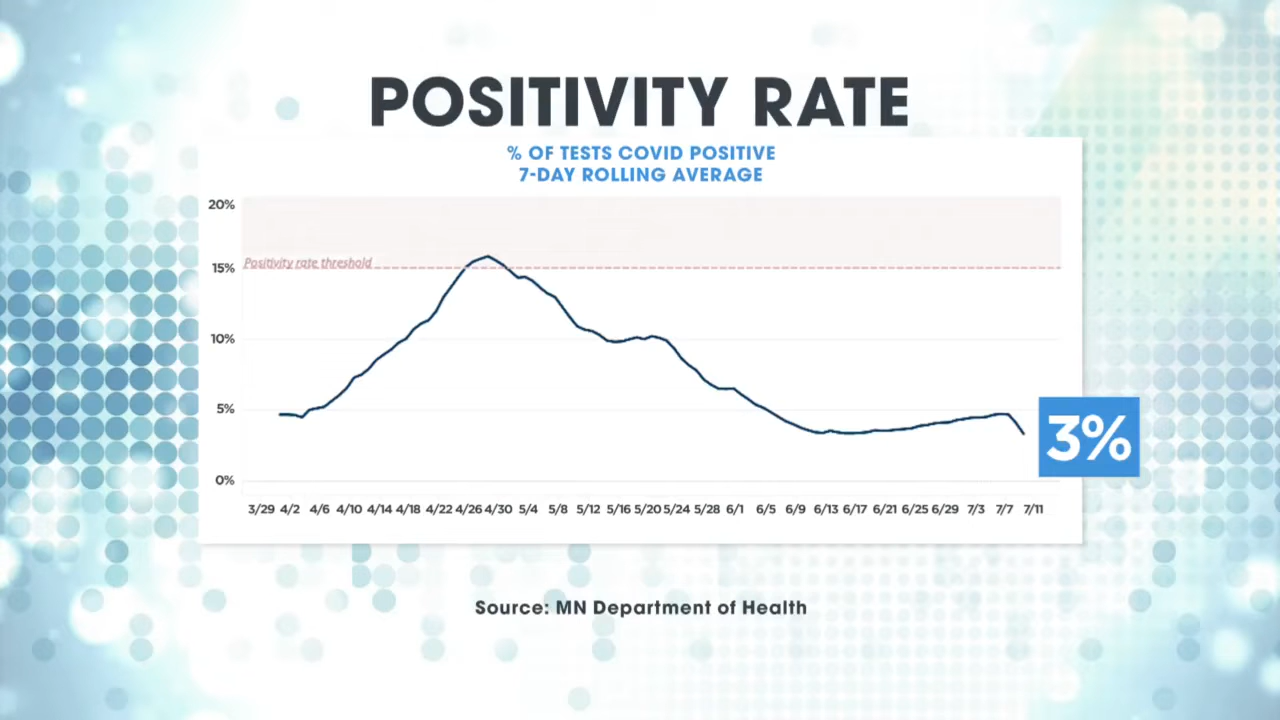 POSITIVITY RATE
% OF TESTS COVID POSITIVE
7-DAY ROLLING AVERAGE
20%
Positivity rate threshold
15%
10%
5%
3%
0%
3/29 4/2 4/6 4/10 4/14 4/18 4/22 4/26 4/30 5/4 5/8 5/12 5/16 5/20 5/24 5/28 6/1 6/5 6/9 6/13 6/17 6/21 6/25 6/29 7/3 7/7 7/11
Source: MN Department of Health